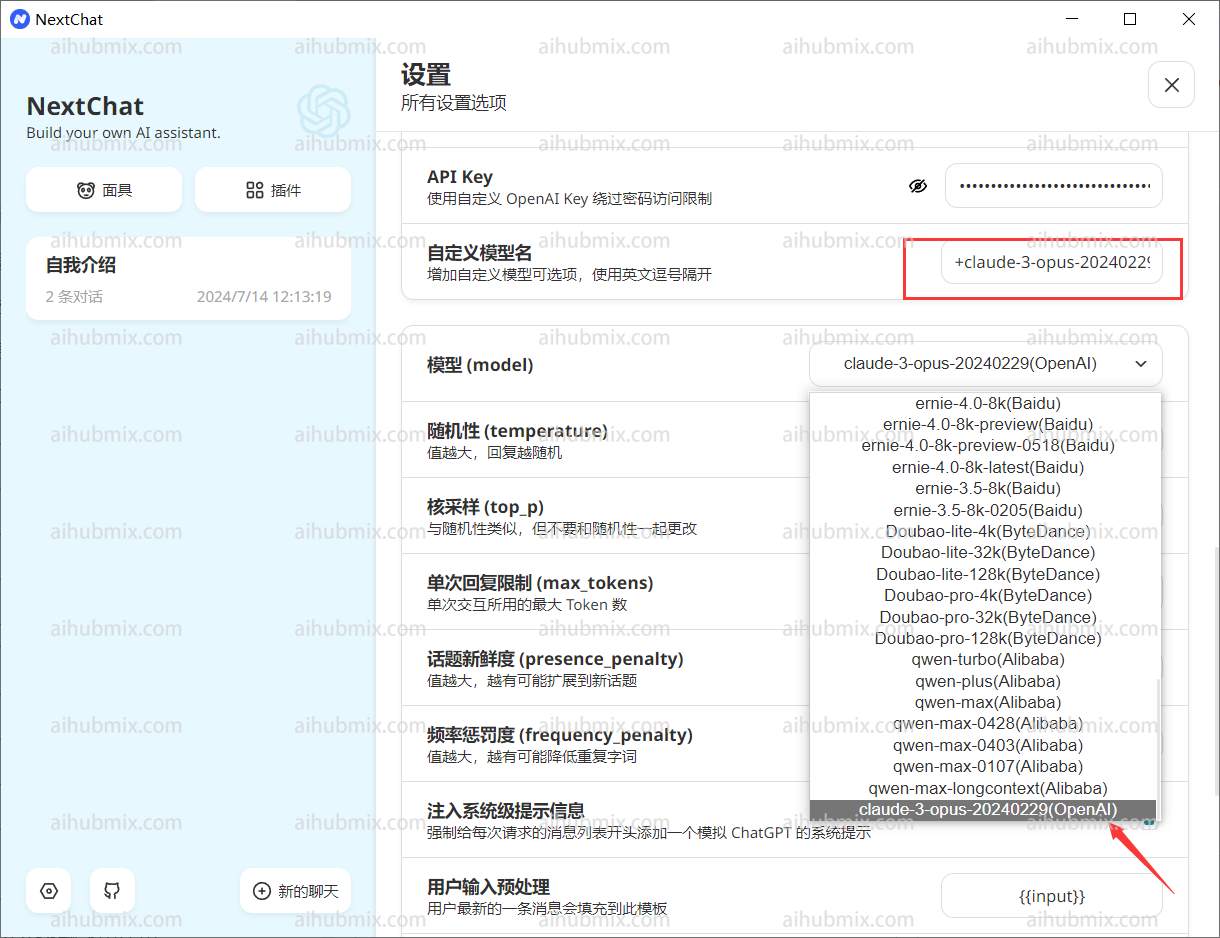 NextChat
NextChat
Build your own AI assistant.
面具
插件
自我介绍
2 条对话
2024/7/14 12:13:19
新的聊天
设置
所有设置选项
API Key
使用自定义 OpenAI Key 绕过密码访问限制
自定义模型名
增加自定义模型可选项，使用英文逗号隔开
+claude-3-opus-20240229
模型 (model)
claude-3-opus-20240229(OpenAI)
随机性 (temperature)
值越大，回复越随机
核采样 (top_p)
与随机性类似，但不要和随机性一起更改
单次回复限制 (max_tokens)
单次交互所用的最大 Token 数
话题新鲜度 (presence_penalty)
值越大，越有可能扩展到新话题
频率惩罚度 (frequency_penalty)
值越大，越有可能降低重复字词
注入系统级提示信息
强制给每次请求的消息列表开头添加一个模拟 ChatGPT 的系统提示
用户输入预处理
用户最新的一条消息会填充到此模板
{{input}}
ernie-4.0-8k(Baidu)
ernie-4.0-8k-preview(Baidu)
ernie-4.0-8k-preview-0518(Baidu)
ernie-4.0-8k-latest(Baidu)
ernie-3.5-8k(Baidu)
ernie-3.5-8k-0205(Baidu)
Doubao-lite-4k(ByteDance)
Doubao-lite-32k(ByteDance)
Doubao-lite-128k(ByteDance)
Doubao-pro-4k(ByteDance)
Doubao-pro-32k(ByteDance)
Doubao-pro-128k(ByteDance)
qwen-turbo(Alibaba)
qwen-plus(Alibaba)
qwen-max(Alibaba)
qwen-max-0428(Alibaba)
qwen-max-0403(Alibaba)
qwen-max-0107(Alibaba)
qwen-max-longcontext(Alibaba)
claude-3-opus-20240229(OpenAI)
aihubmix.com